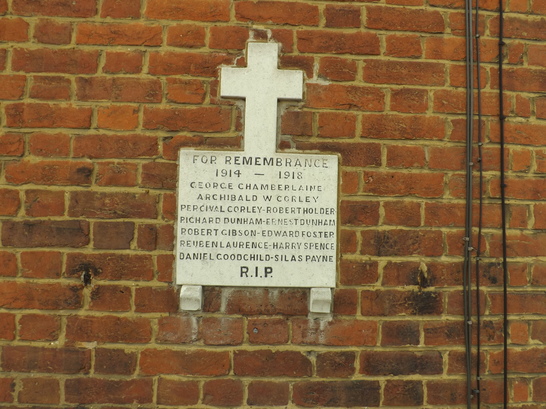 FOR REMEMBRANCE
1914 — 1918
GEORGE CHAMBERLAINE
ARCHIBALD W CORLEY
PERCIVAL CORLEY-ROBERT HOLDER
RICHARD DUNHAM-ERNEST DUNHAM
ROBERT GIBSON-EDWARD FOSTER
REUBEN LAURENCE-HARRY SPENCE
DANIEL GOODCHILD-SILAS PAYNE
R.I.P.